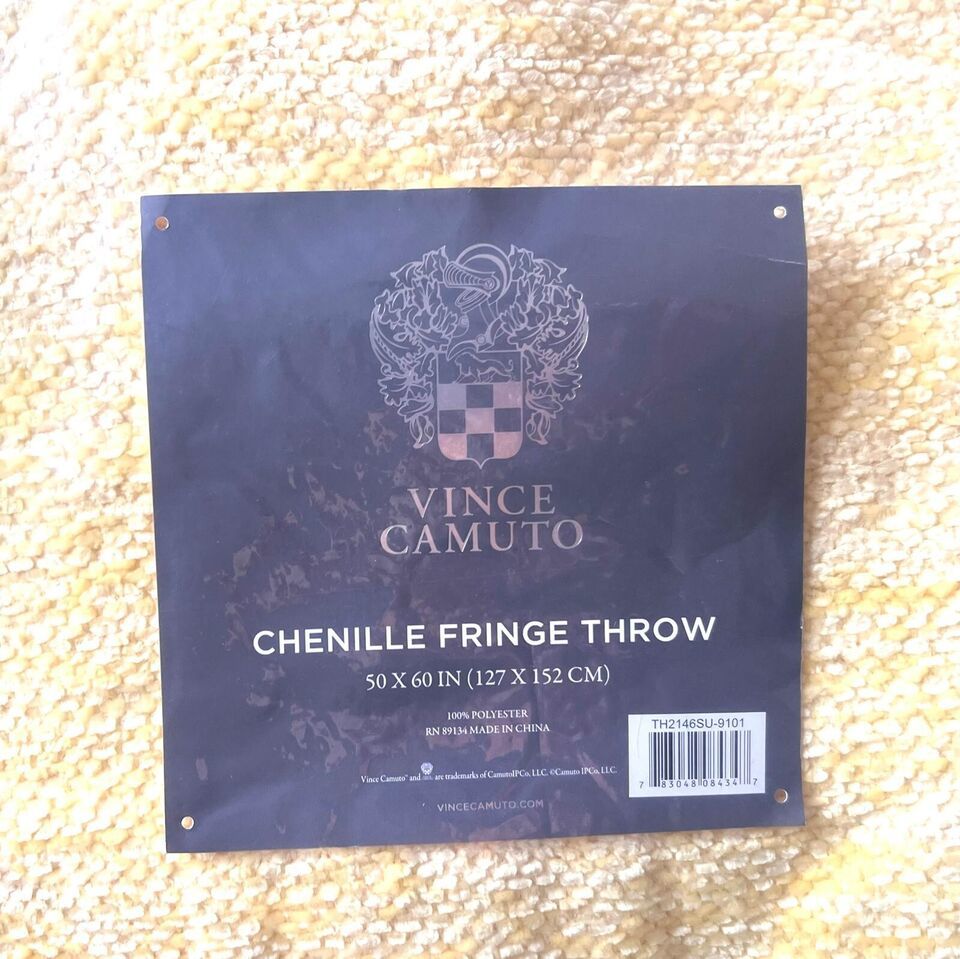 VINCE
CAMUTO
CHENILLE FRINGE THROW
50 X 60 IN (127 X 152 CM)
100% POLYESTER
RN 89134 MADE IN CHINA
TH2146SU-9101
7 83048 08434 7
Vince Camuto® and are trademarks of CamutoIPCo, LLC. ©Camuto IPCo, LLC.
VINCECAMUTO.COM